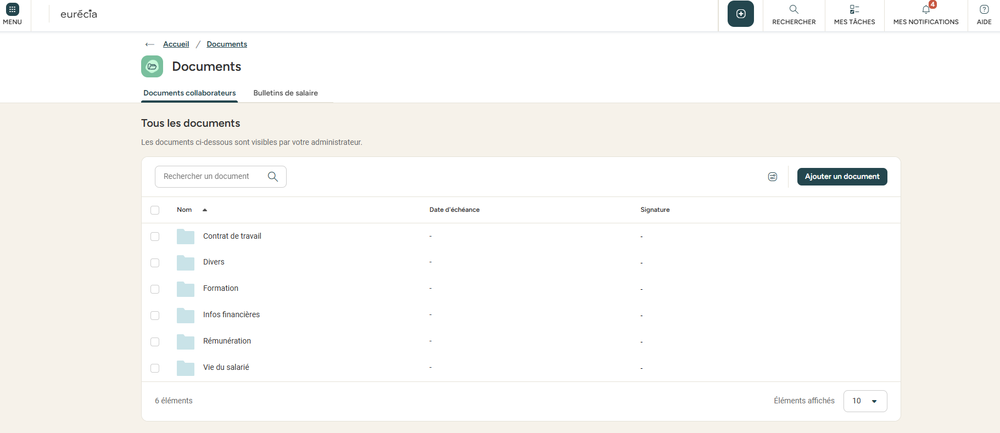 MENU
eurécia
RECHERCHER
MES TÂCHES
4
MES NOTIFICATIONS
AIDE
Accueil / Documents
Documents
Documents collaborateurs
Bulletins de salaire
Tous les documents
Les documents ci-dessous sont visibles par votre administrateur.
Rechercher un document
Ajouter un document
Nom Date d'échéance Signature
Contrat de travail - -
Divers - -
Formation - -
Infos financières - -
Rémunération - -
Vie du salarié - -
6 éléments
Éléments affichés 10